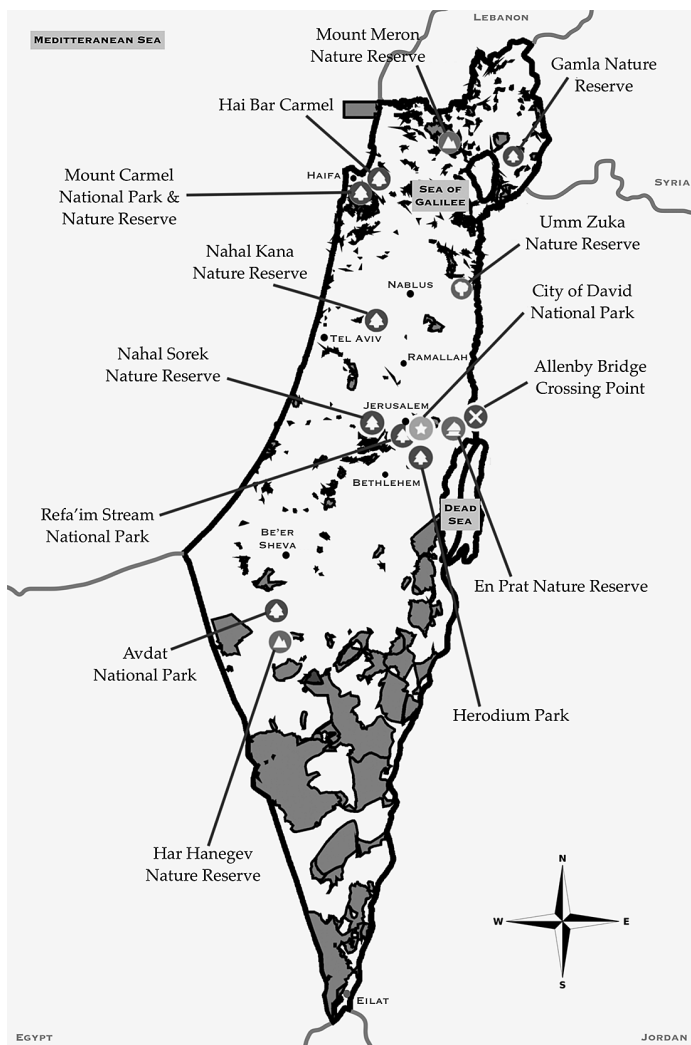 LEBANON
MEDITTERANEAN SEA
Mount Meron
Nature Reserve
Gamla Nature
Reserve
Hai Bar Carmel
HAIFA
Mount Carmel
National Park &
Nature Reserve
SEA OF
GALILEE
SYRIA
Umm Zuka
Nature Reserve
Nahal Kana
Nature Reserve
NABLUS
City of David
National Park
TEL AVIV
Nahal Sorek
Nature Reserve
RAMALLAH
Allenby Bridge
Crossing Point
JERUSALEM
BETHLEHEM
Refa'im Stream
National Park
DEAD
SEA
BE'ER
SHEVA
En Prat Nature Reserve
Avdat
National Park
Herodium Park
Har Hanegev
Nature Reserve
N
W
E
S
EILAT
EGYPT
JORDAN